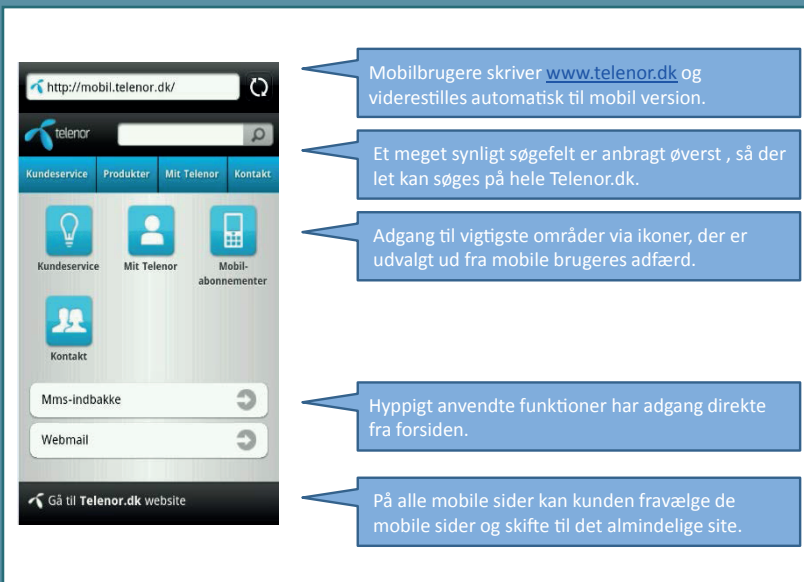 http://mobil.telenor.dk/
telenor
Kundeservice Produkter Mit Telenor Kontakt
Kundeservice Mit Telenor Mobil-
abonnementer
Kontakt
Mms-indbakke
Webmail
Gå til Telenor.dk website
Mobilbrugere skriver www.telenor.dk og
viderestilles automatisk til mobil version.
Et meget synligt søgefelt er anbragt øverst , så der
let kan søges på hele Telenor.dk.
Adgang til vigtigste områder via ikoner, der er
udvalgt ud fra mobile brugeres adfærd.
Hyppigt anvendte funktioner har adgang direkte
fra forsiden.
På alle mobile sider kan kunden fravælge de
mobile sider og skifte til det almindelige site.